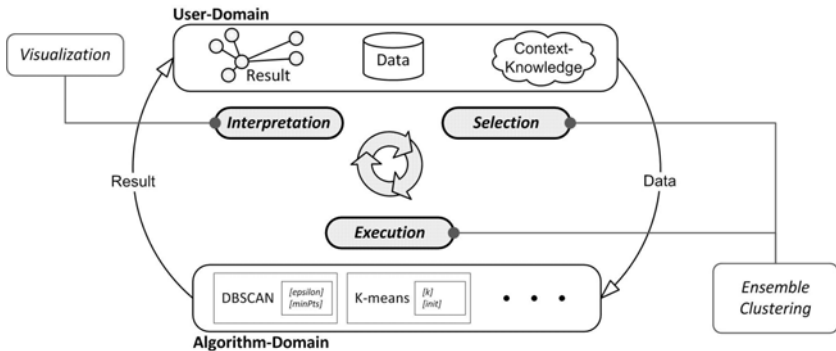 User-Domain
Visualization
Result
Data
Context-
Knowledge
Interpretation
Selection
Result
Data
Execution
DBSCAN
[epsilon]
[minPts]
K-means
[k]
[init]
Ensemble
Clustering
Algorithm-Domain